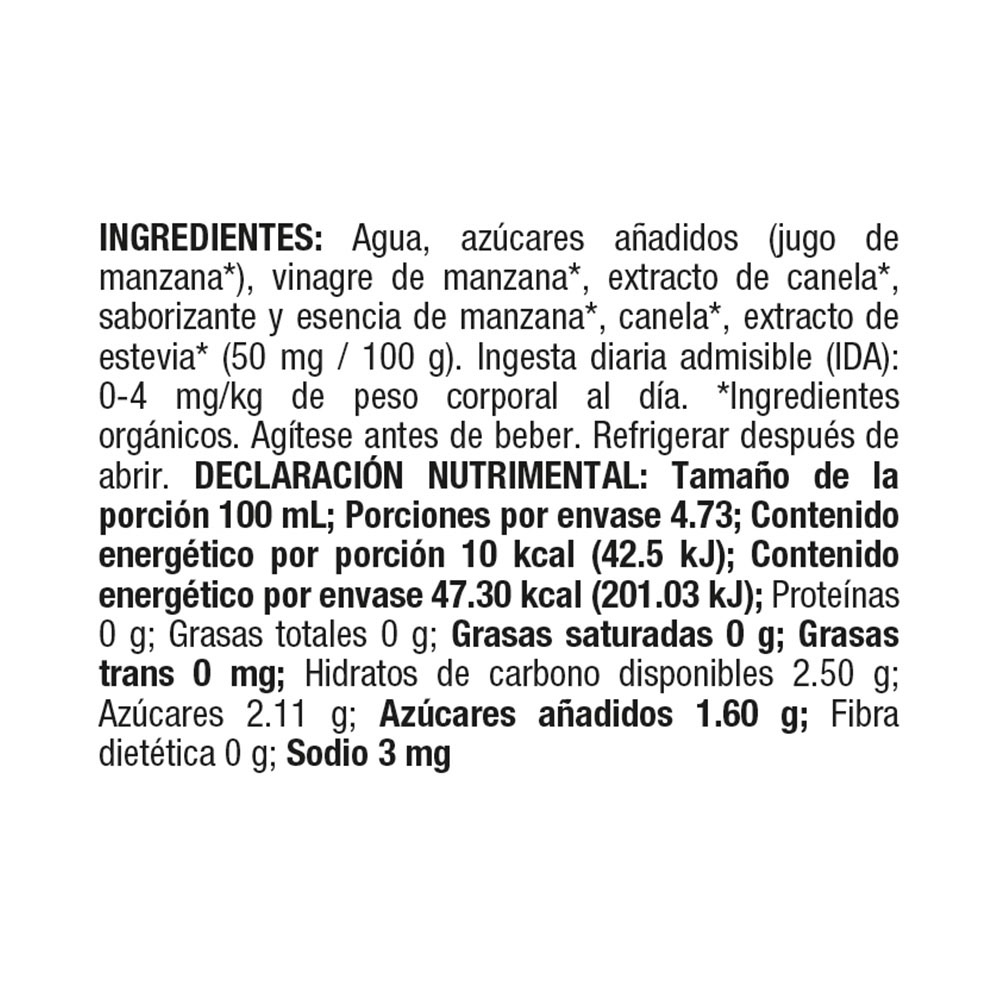 INGREDIENTES: Agua, azúcares añadidos (jugo de
manzana*), vinagre de manzana*, extracto de canela*,
saborizante y esencia de manzana*, canela*, extracto de
estevia* (50 mg / 100 g). Ingesta diaria admisible (IDA):
0-4 mg/kg de peso corporal al día. *Ingredientes
orgánicos. Agítese antes de beber. Refrigerar después de
abrir. DECLARACIÓN NUTRIMENTAL: Tamaño de la
porción 100 mL; Porciones por envase 4.73; Contenido
energético por porción 10 kcal (42.5 kJ); Contenido
energético por envase 47.30 kcal (201.03 kJ); Proteínas
0 g; Grasas totales 0 g; Grasas saturadas 0 g; Grasas
trans 0 mg; Hidratos de carbono disponibles 2.50 g;
Azúcares 2.11 g; Azúcares añadidos 1.60 g; Fibra
dietética 0 g; Sodio 3 mg